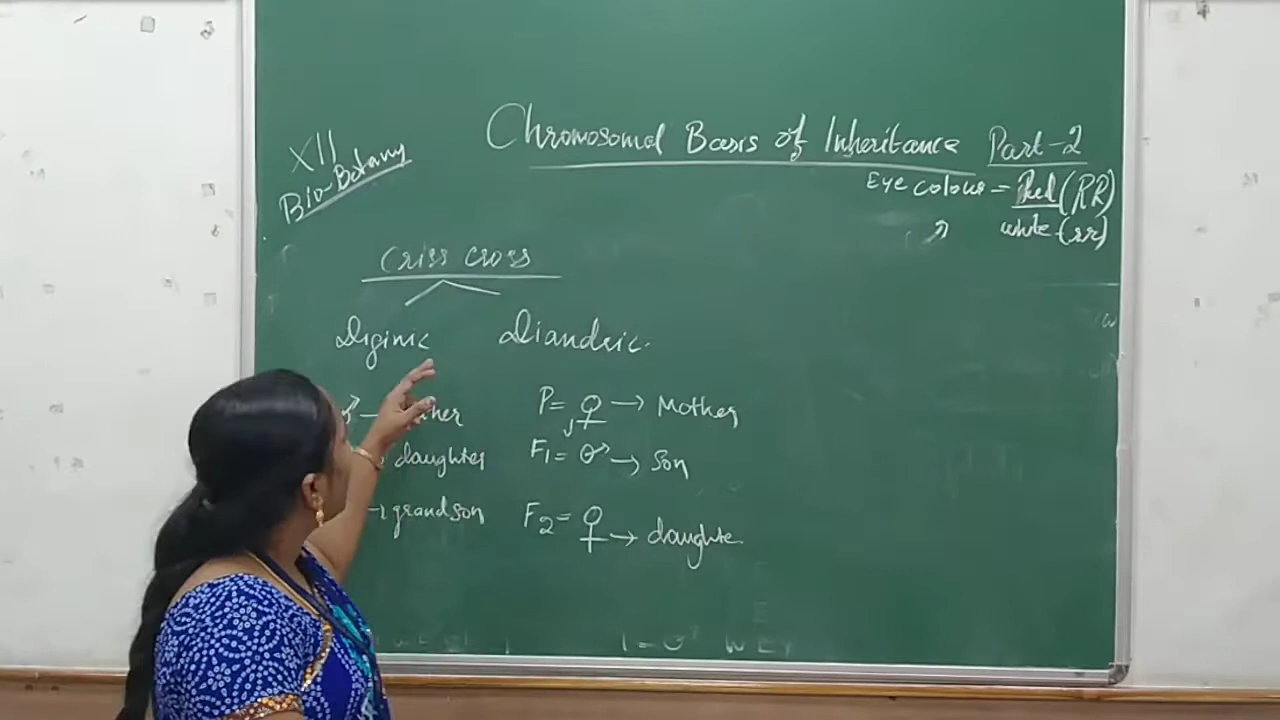 Chromosomal Basis of Inheritance Part-2
XII
Bio-Botany
Eye colour = Red (RR)
white (rr)
Criss cross
Diginic Diandric.
P= ♀ → Mother
daughter
F1= ♂ → son
→ grandson
F2= ♀ → daughte.